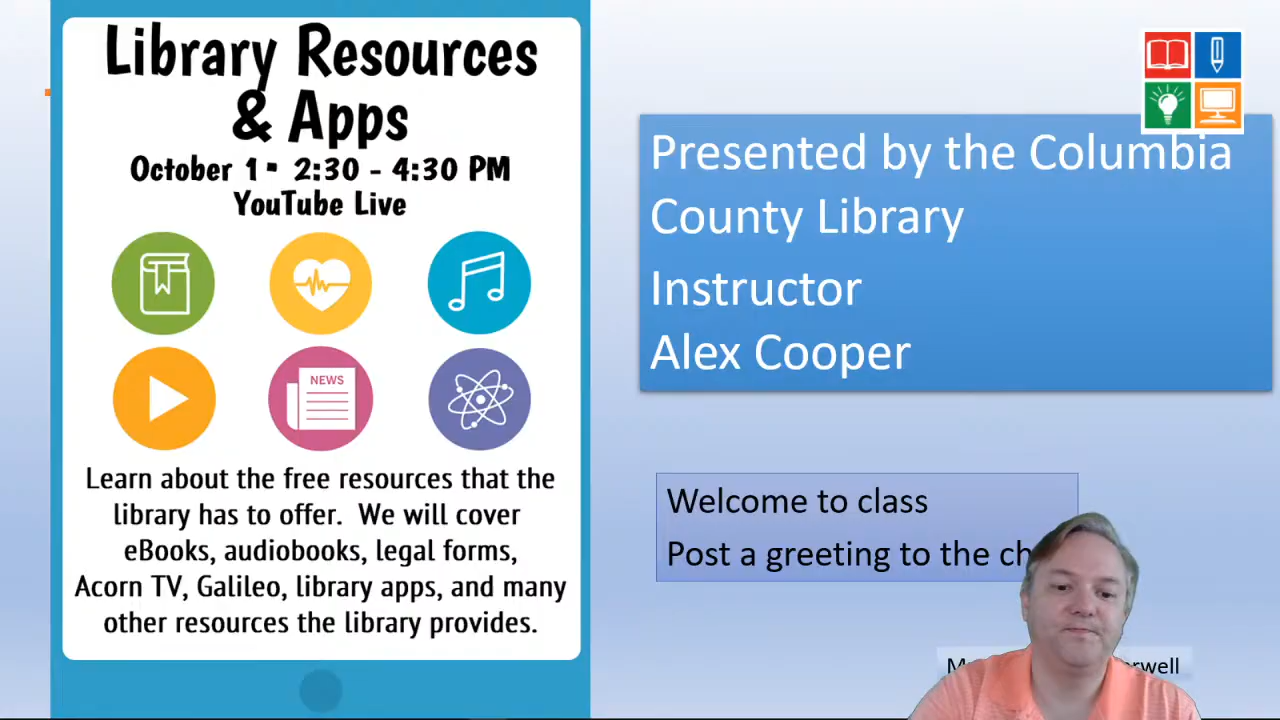 Library Resources
& Apps
October 1 • 2:30 - 4:30 PM
YouTube Live
NEWS
Learn about the free resources that the
library has to offer. We will cover
eBooks, audiobooks, legal forms,
Acorn TV, Galileo, library apps, and many
other resources the library provides.
Presented by the Columbia
County Library
Instructor
Alex Cooper
Welcome to class
Post a greeting to the